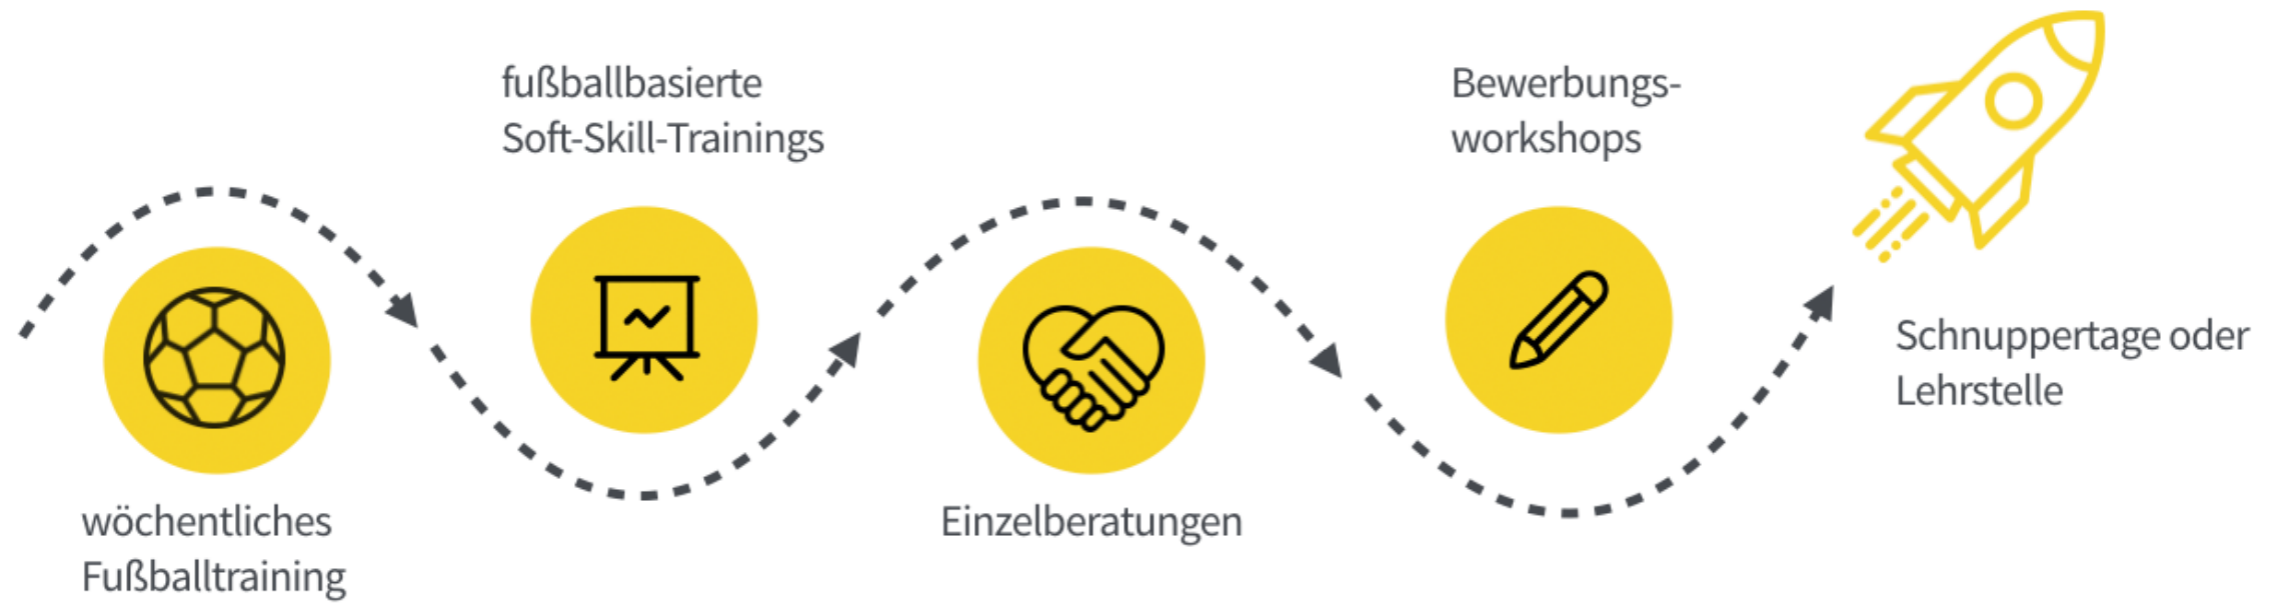 wöchentliches
Fußballtraining
fußballbasierte
Soft-Skill-Trainings
Einzelberatungen
Bewerbungs-
workshops
Schnuppertage oder
Lehrstelle